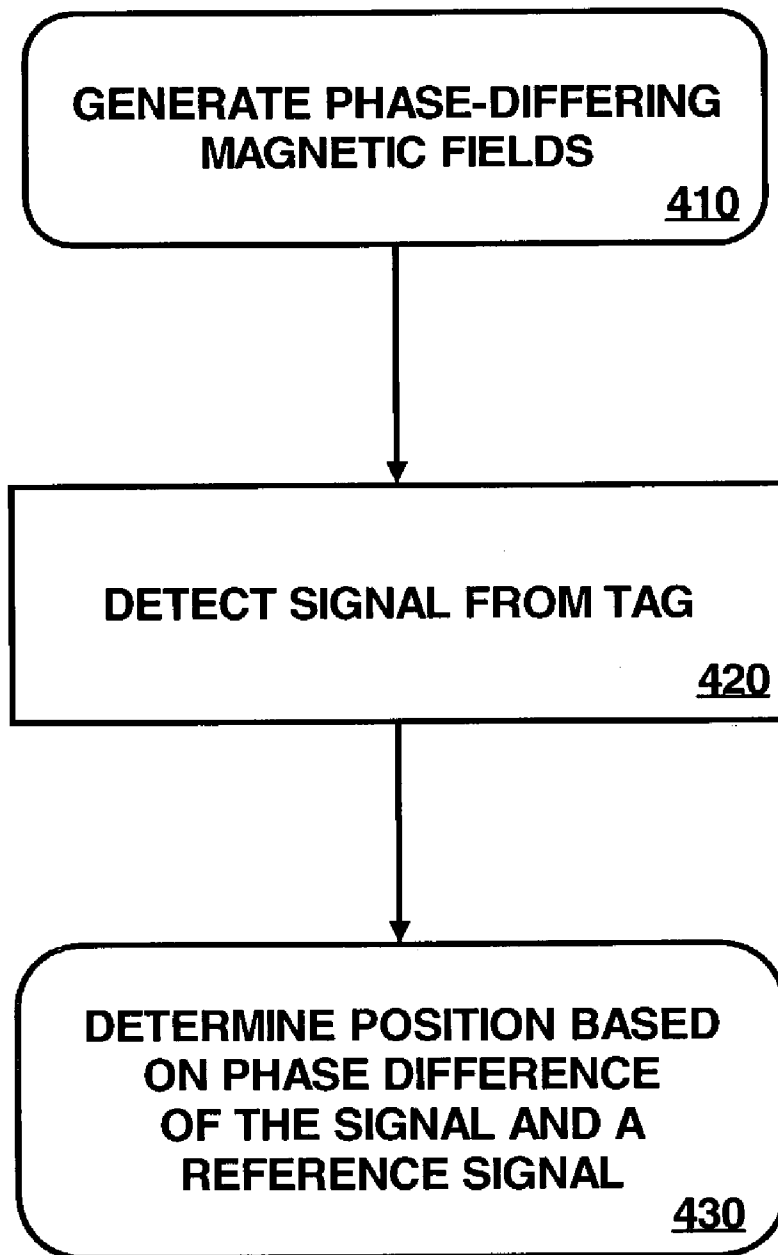 GENERATE PHASE-DIFFERING
MAGNETIC FIELDS
410
DETECT SIGNAL FROM TAG
420
DETERMINE POSITION BASED
ON PHASE DIFFERENCE
OF THE SIGNAL AND A
REFERENCE SIGNAL
430